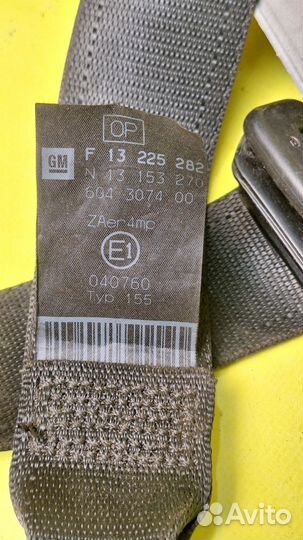 OP
GM
F 13 225 282
N 13 153 270
604 3074 00
ZAer4mp
E1
040760
Typ 155
Avito